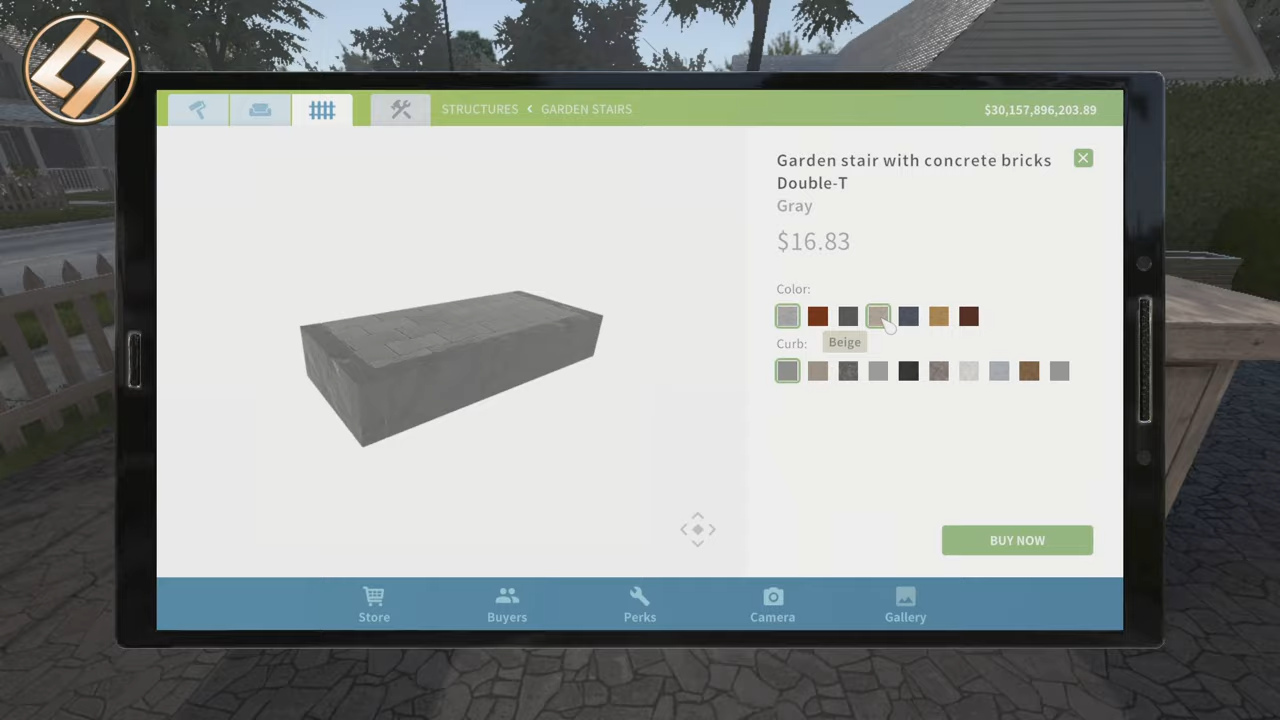 STRUCTURES < GARDEN STAIRS
$30,157,896,203.89
Garden stair with concrete bricks
Double-T
Gray
$16.83
Color:
Beige
Curb:
BUY NOW
Store
Buyers
Perks
Camera
Gallery